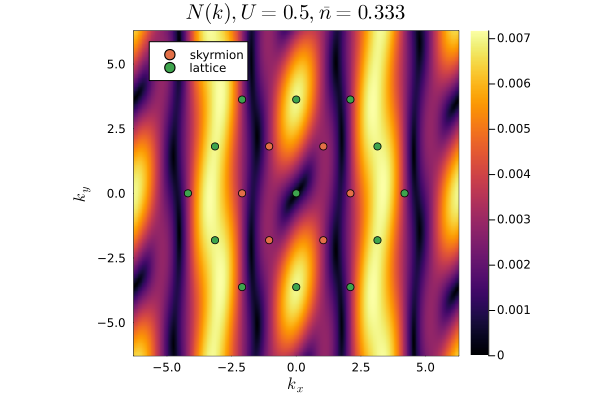 N(k), U = 0.5, n̄ = 0.333
skyrmion
lattice
5.0
2.5
0.0
−2.5
−5.0
k_y
−5.0 −2.5 0.0 2.5 5.0
k_x
0.007
0.006
0.005
0.004
0.003
0.002
0.001
0